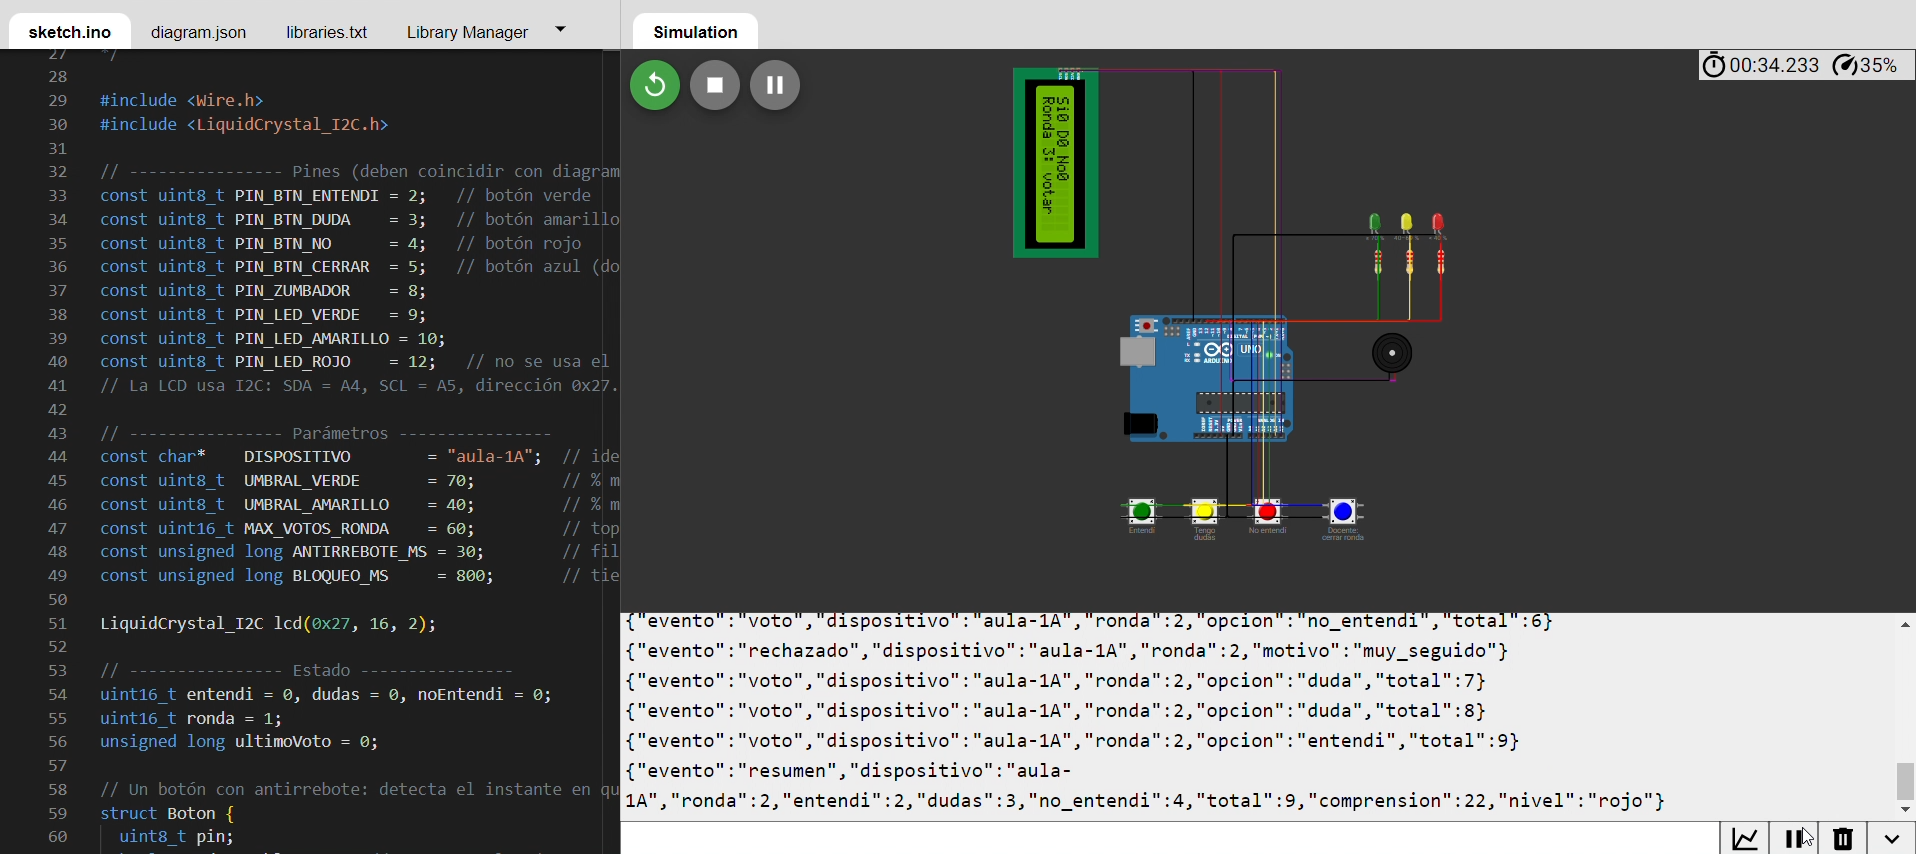 sketch.ino
diagram.json
libraries.txt
Library Manager
27 */
28
29 #include <Wire.h>
30 #include <LiquidCrystal_I2C.h>
31
32 // ---------------- Pines (deben coincidir con diagram
33 const uint8_t PIN_BTN_ENTENDI = 2;   // botón verde
34 const uint8_t PIN_BTN_DUDA    = 3;   // botón amarillo
35 const uint8_t PIN_BTN_NO      = 4;   // botón rojo
36 const uint8_t PIN_BTN_CERRAR  = 5;   // botón azul (do
37 const uint8_t PIN_ZUMBADOR    = 8;
38 const uint8_t PIN_LED_VERDE   = 9;
39 const uint8_t PIN_LED_AMARILLO = 10;
40 const uint8_t PIN_LED_ROJO    = 12;   // no se usa el
41 // La LCD usa I2C: SDA = A4, SCL = A5, dirección 0x27.
42
43 // ---------------- Parámetros ----------------
44 const char*    DISPOSITIVO        = "aula-1A";  // ide
45 const uint8_t  UMBRAL_VERDE       = 70;         // % m
46 const uint8_t  UMBRAL_AMARILLO    = 40;         // % m
47 const uint16_t MAX_VOTOS_RONDA    = 60;         // top
48 const unsigned long ANTIRREBOTE_MS = 30;        // fil
49 const unsigned long BLOQUEO_MS     = 800;       // tie
50
51 LiquidCrystal_I2C lcd(0x27, 16, 2);
52
53 // ---------------- Estado ----------------
54 uint16_t entendi = 0, dudas = 0, noEntendi = 0;
55 uint16_t ronda = 1;
56 unsigned long ultimoVoto = 0;
57
58 // Un botón con antirrebote: detecta el instante en qu
59 struct Boton {
60   uint8_t pin;
Simulation
00:34.233 35%
Si0 D0 No0
Ronda 3: votar
UNO
ARDUINO
Entendí
Tengo
dudas
No entendí
Docente:
cerrar ronda
{"evento":"voto","dispositivo":"aula-1A","ronda":2,"opcion":"no_entendi","total":6}
{"evento":"rechazado","dispositivo":"aula-1A","ronda":2,"motivo":"muy_seguido"}
{"evento":"voto","dispositivo":"aula-1A","ronda":2,"opcion":"duda","total":7}
{"evento":"voto","dispositivo":"aula-1A","ronda":2,"opcion":"duda","total":8}
{"evento":"voto","dispositivo":"aula-1A","ronda":2,"opcion":"entendi","total":9}
{"evento":"resumen","dispositivo":"aula-
1A","ronda":2,"entendi":2,"dudas":3,"no_entendi":4,"total":9,"comprension":22,"nivel":"rojo"}